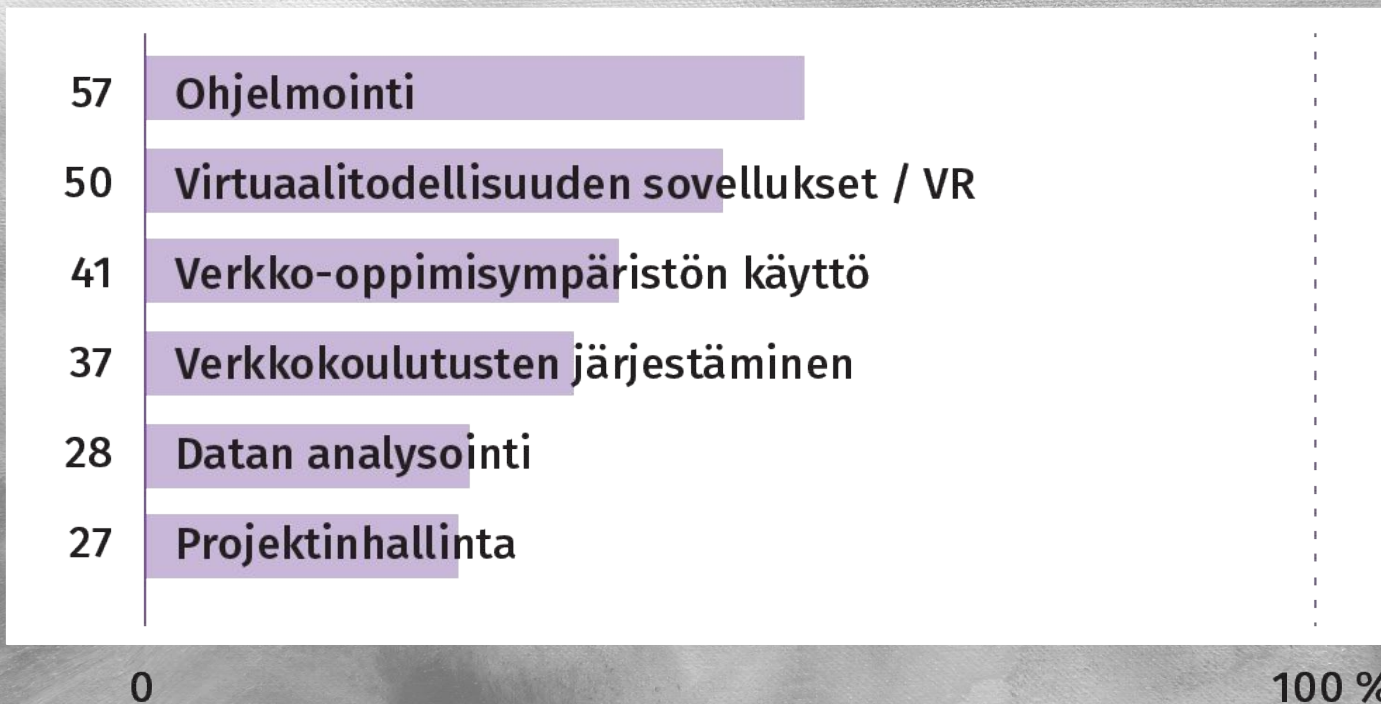 57 Ohjelmointi
50 Virtuaalitodellisuuden sovellukset / VR
41 Verkko-oppimisympäristön käyttö
37 Verkkokoulutusten järjestäminen
28 Datan analysointi
27 Projektinhallinta
0 100 %